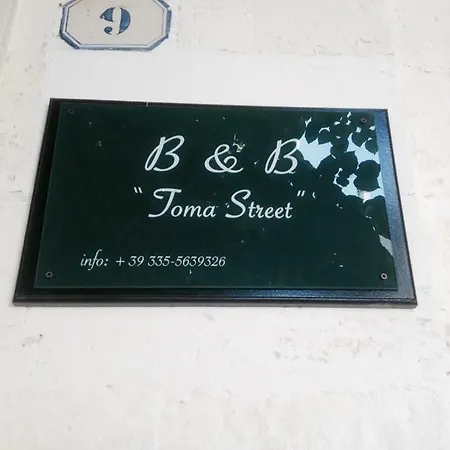 9
B & B
"Toma Street"
info: + 39 335-5639326